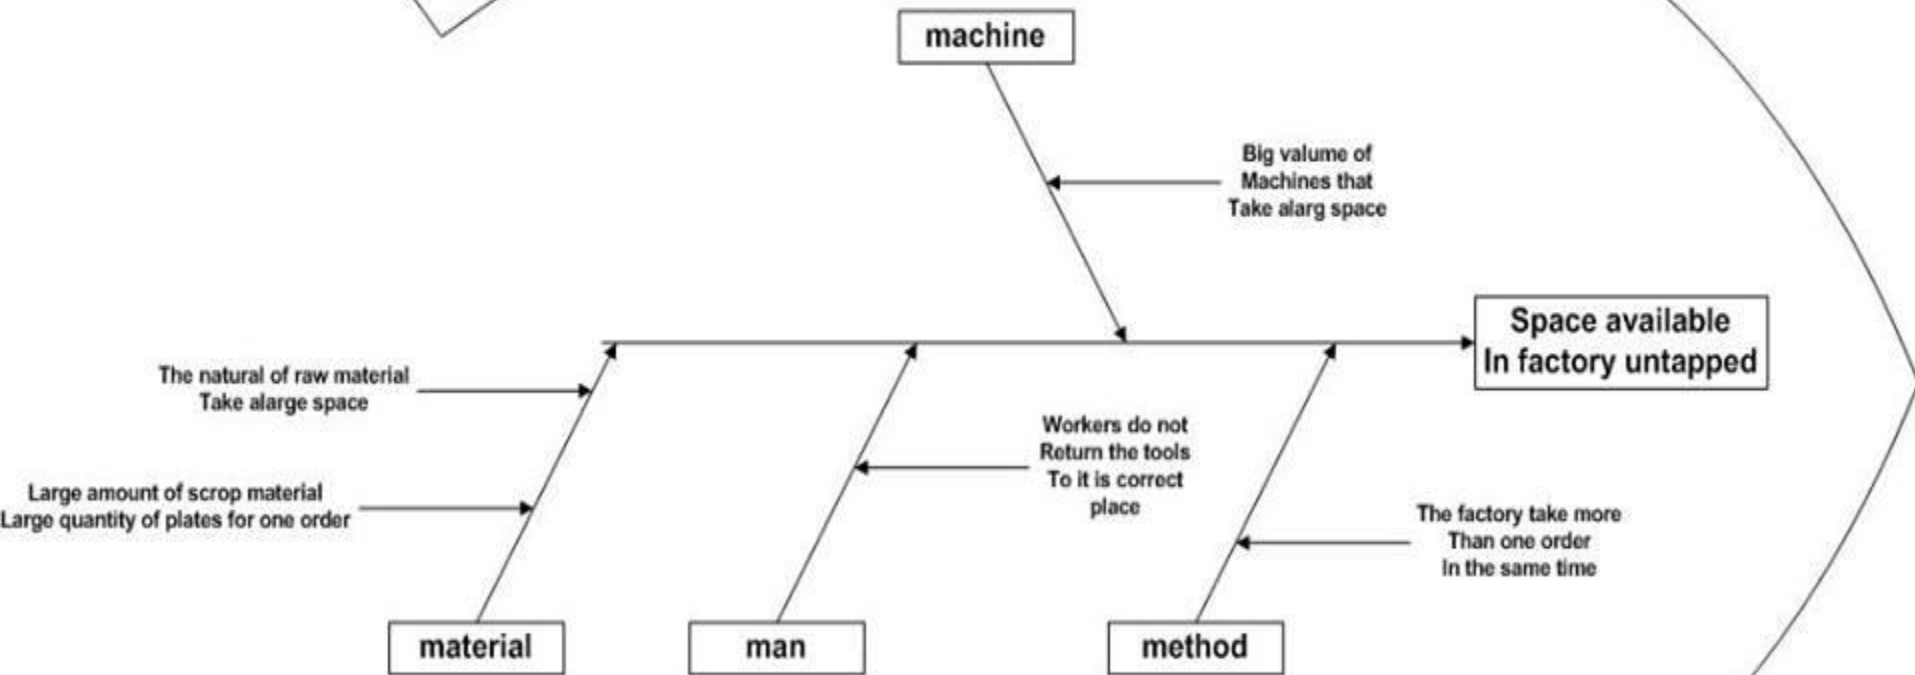 machine
Big valume of
Machines that
Take alarg space
Space available
In factory untapped
The natural of raw material
Take alarge space
Workers do not
Return the tools
To it is correct
place
Large amount of scrop material
Large quantity of plates for one order
The factory take more
Than one order
In the same time
material
man
method